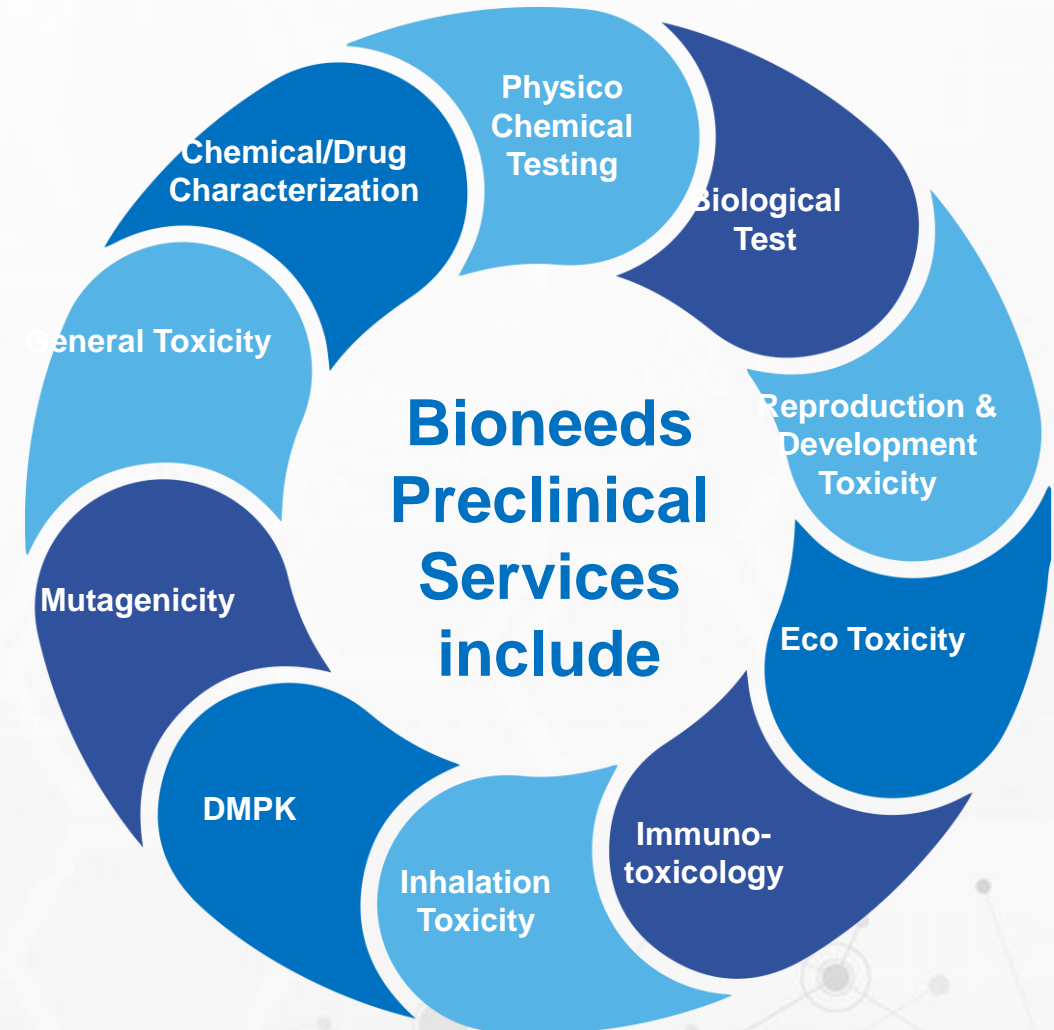 Physico
Chemical
Testing
Biological
Test
Reproduction &
Development
Toxicity
Eco Toxicity
Immuno-
toxicology
Inhalation
Toxicity
DMPK
Mutagenicity
General Toxicity
Chemical/Drug
Characterization
Bioneeds
Preclinical
Services
include